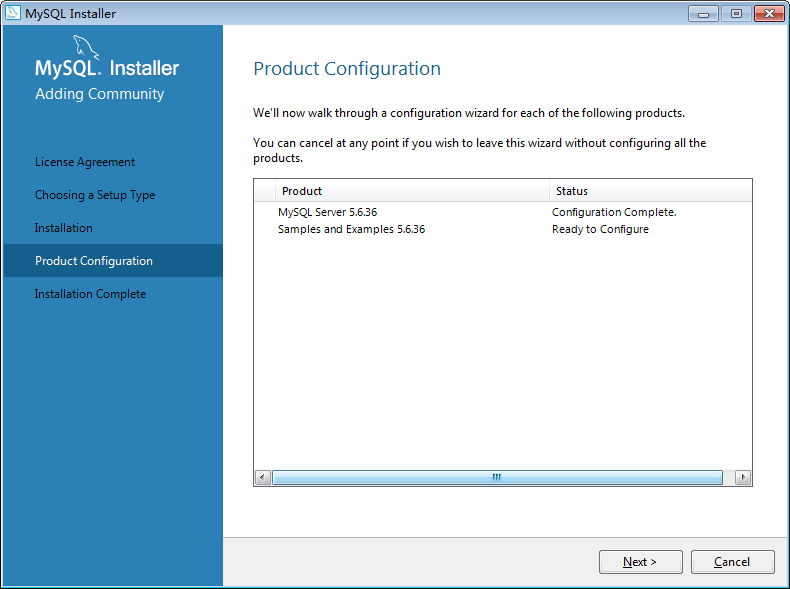 MySQL Installer
MySQL. Installer
Adding Community
License Agreement
Choosing a Setup Type
Installation
Product Configuration
Installation Complete
Product Configuration
We'll now walk through a configuration wizard for each of the following products.
You can cancel at any point if you wish to leave this wizard without configuring all the
products.
Product Status
MySQL Server 5.6.36 Configuration Complete.
Samples and Examples 5.6.36 Ready to Configure
Next > Cancel